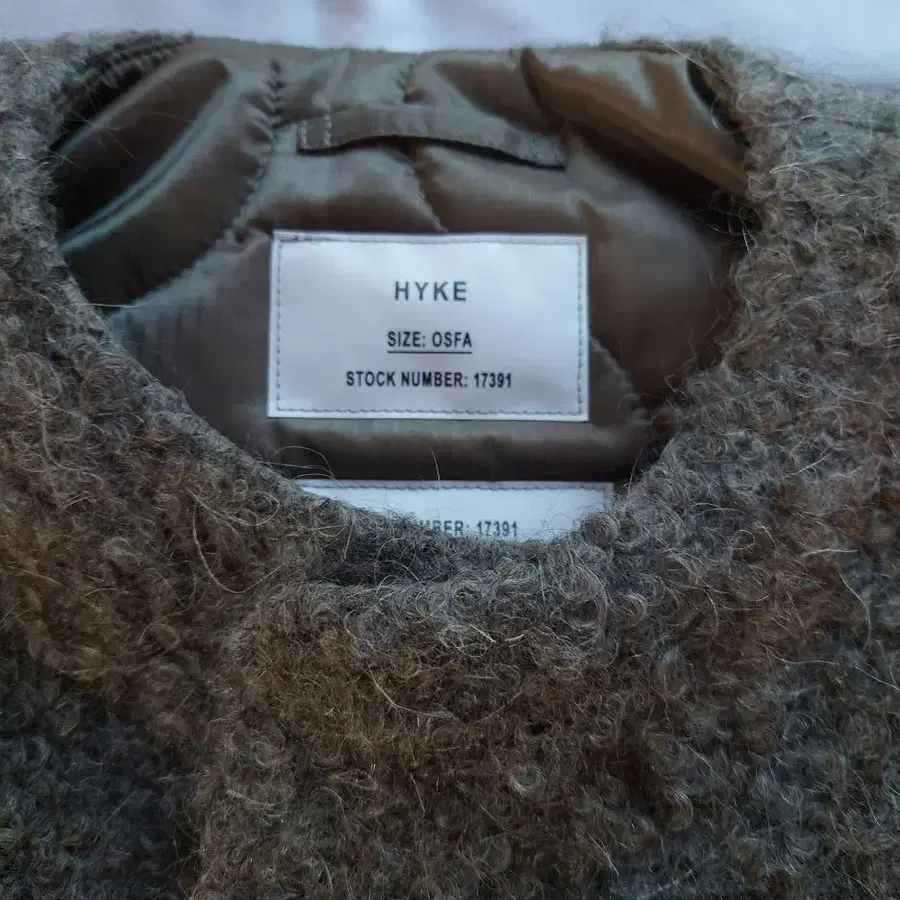 HYKE
SIZE: OSFA
STOCK NUMBER: 17391
MBER: 17391